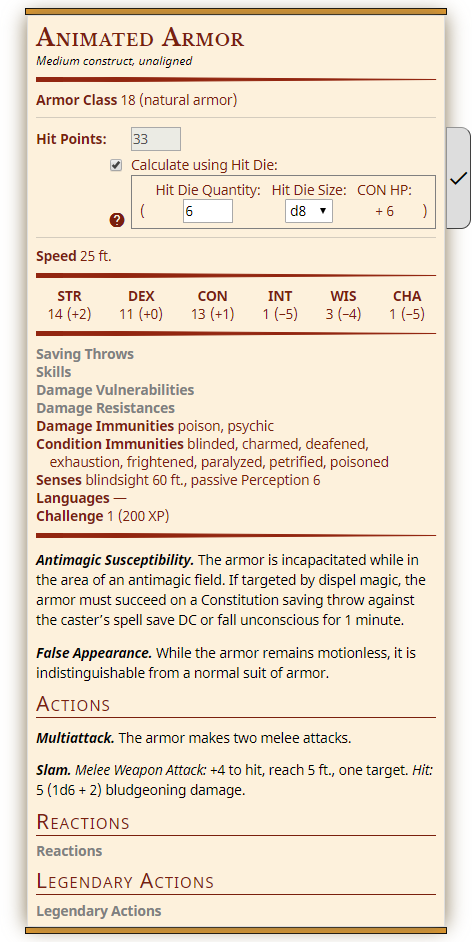 Animated Armor
Medium construct, unaligned
Armor Class 18 (natural armor)
Hit Points: 33
Calculate using Hit Die:
Hit Die Quantity: Hit Die Size: CON HP:
( 6 d8 + 6 )
?
Speed 25 ft.
STR DEX CON INT WIS CHA
14 (+2) 11 (+0) 13 (+1) 1 (−5) 3 (−4) 1 (−5)
Saving Throws
Skills
Damage Vulnerabilities
Damage Resistances
Damage Immunities poison, psychic
Condition Immunities blinded, charmed, deafened,
exhaustion, frightened, paralyzed, petrified, poisoned
Senses blindsight 60 ft., passive Perception 6
Languages —
Challenge 1 (200 XP)
Antimagic Susceptibility. The armor is incapacitated while in
the area of an antimagic field. If targeted by dispel magic, the
armor must succeed on a Constitution saving throw against
the caster’s spell save DC or fall unconscious for 1 minute.
False Appearance. While the armor remains motionless, it is
indistinguishable from a normal suit of armor.
Actions
Multiattack. The armor makes two melee attacks.
Slam. Melee Weapon Attack: +4 to hit, reach 5 ft., one target. Hit:
5 (1d6 + 2) bludgeoning damage.
Reactions
Reactions
Legendary Actions
Legendary Actions